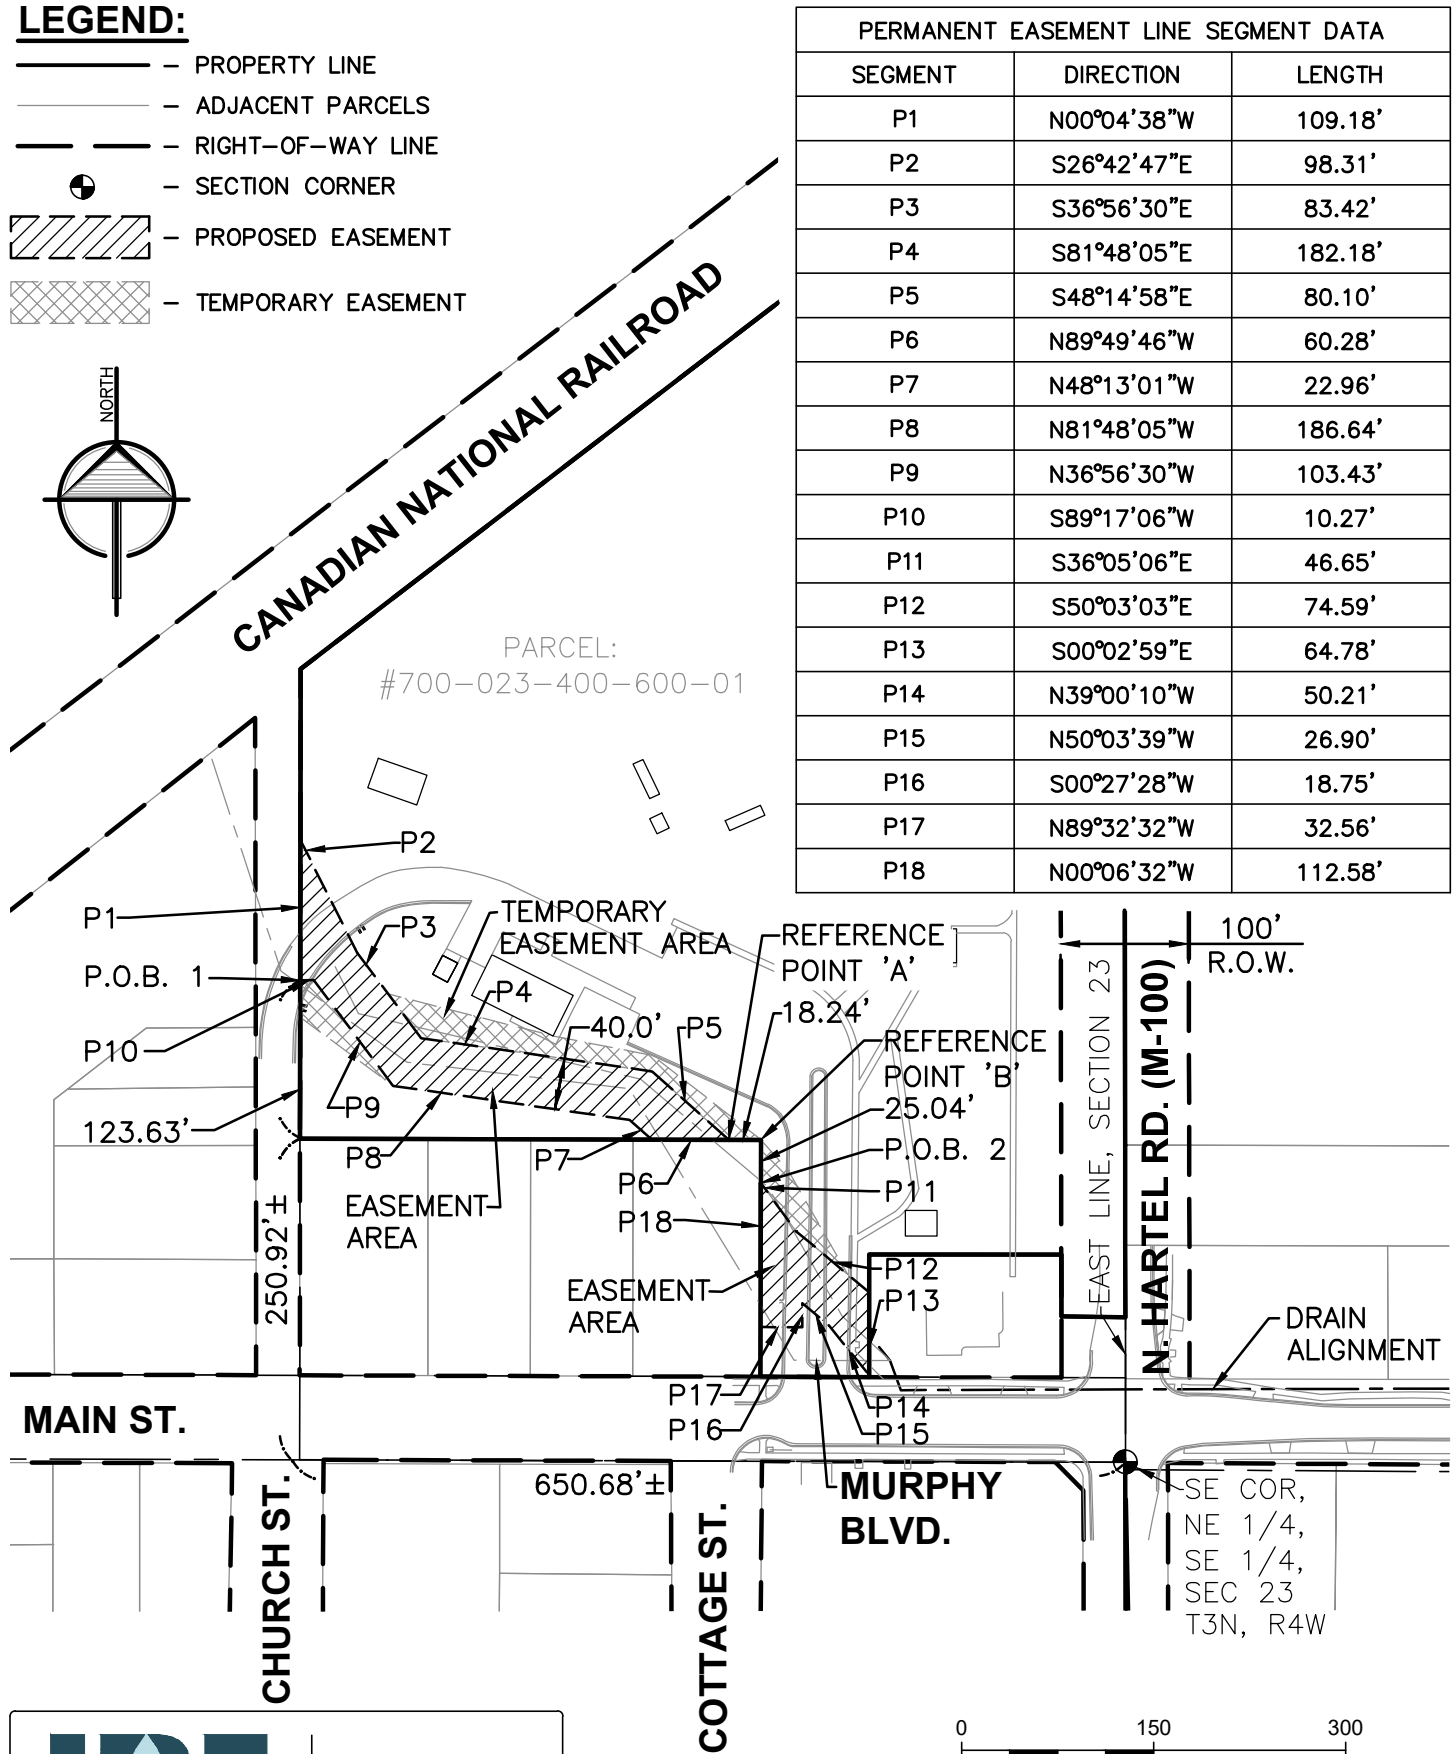 LEGEND:
– PROPERTY LINE
– ADJACENT PARCELS
– RIGHT–OF–WAY LINE
– SECTION CORNER
– PROPOSED EASEMENT
– TEMPORARY EASEMENT
NORTH
PERMANENT EASEMENT LINE SEGMENT DATA
SEGMENT DIRECTION LENGTH
P1 N00°04'38"W 109.18'
P2 S26°42'47"E 98.31'
P3 S36°56'30"E 83.42'
P4 S81°48'05"E 182.18'
P5 S48°14'58"E 80.10'
P6 N89°49'46"W 60.28'
P7 N48°13'01"W 22.96'
P8 N81°48'05"W 186.64'
P9 N36°56'30"W 103.43'
P10 S89°17'06"W 10.27'
P11 S36°05'06"E 46.65'
P12 S50°03'03"E 74.59'
P13 S00°02'59"E 64.78'
P14 N39°00'10"W 50.21'
P15 N50°03'39"W 26.90'
P16 S00°27'28"W 18.75'
P17 N89°32'32"W 32.56'
P18 N00°06'32"W 112.58'
CANADIAN NATIONAL RAILROAD
PARCEL:
#700–023–400–600–01
P2
P1
P3
TEMPORARY
EASEMENT AREA
REFERENCE
POINT 'A'
100'
R.O.W.
P.O.B. 1
P4
18.24'
40.0'
P5
REFERENCE
POINT 'B'
P10
25.04'
P9
123.63'
P8
P7
P6
P.O.B. 2
P11
EASEMENT
AREA
P18
250.92'±
EASEMENT
AREA
P12
P13
EAST LINE, SECTION 23
N. HARTEL RD. (M-100)
DRAIN
ALIGNMENT
P17
P16
P14
P15
MAIN ST.
650.68'±
MURPHY
BLVD.
CHURCH ST.
COTTAGE ST.
SE COR,
NE 1/4,
SE 1/4,
SEC 23
T3N, R4W
0 150 300